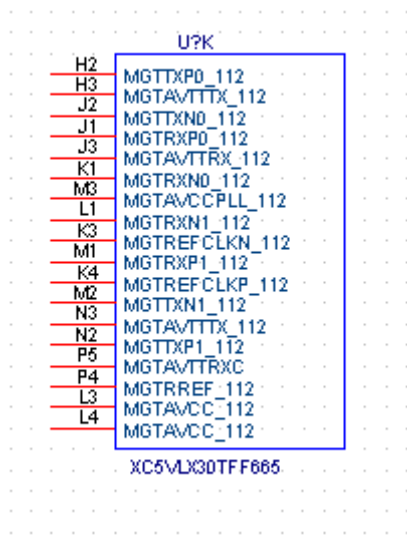 U?K
H2 MGTTXP0_112
H3 MGTAVTTTX_112
J2 MGTTXN0_112
J1 MGTRXP0_112
J3 MGTAVTTRX_112
K1 MGTRXN0_112
M3 MGTAVCCPLL_112
L1 MGTRXN1_112
K3 MGTREFCLKN_112
M1 MGTRXP1_112
K4 MGTREFCLKP_112
M2 MGTTXN1_112
N3 MGTAVTTTX_112
N2 MGTTXP1_112
P5 MGTAVTTRXC
P4 MGTRREF_112
L3 MGTAVCC_112
L4 MGTAVCC_112
XC5VLX30TFF665